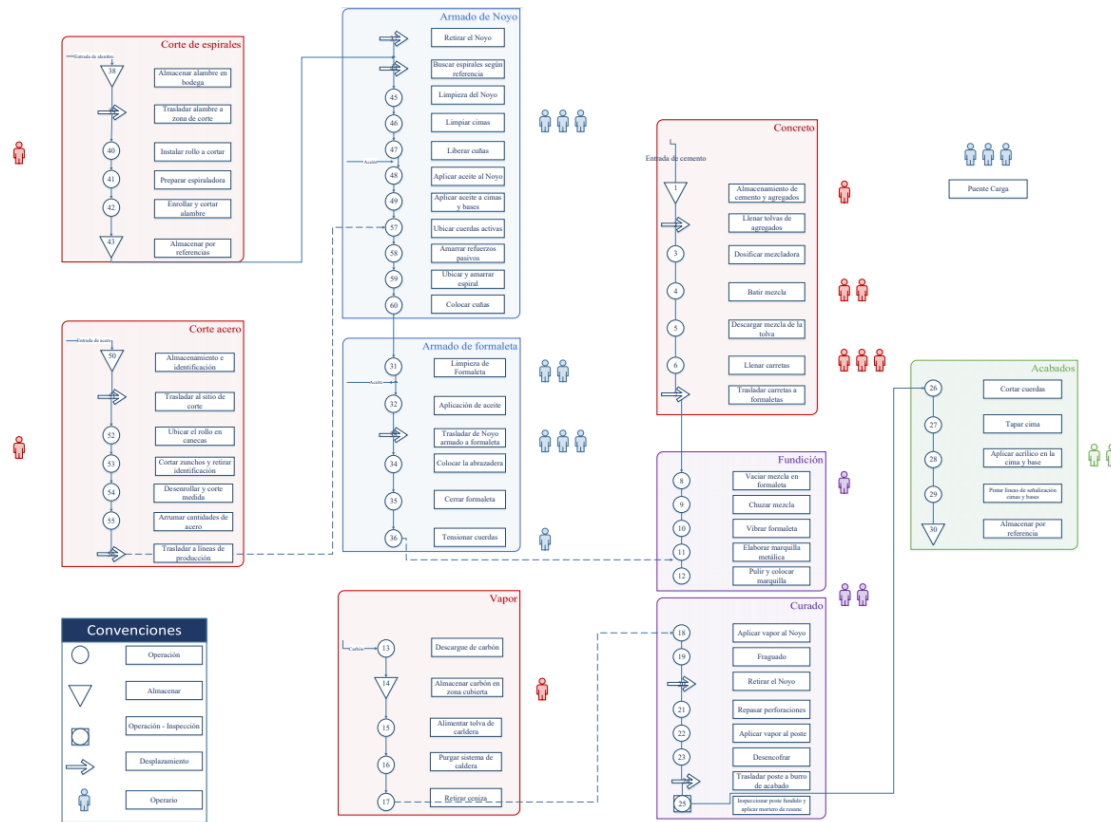 Corte de espirales
Entrada de alambre
38
Almacenar alambre en
bodega
Trasladar alambre a
zona de corte
40
Instalar rollo a cortar
41
Preparar espiraladora
42
Enrollar y cortar
alambre
43
Almacenar por
referencias
Corte acero
Entrada de acero
50
Almacenamiento e
identificación
Trasladar al sitio de
corte
52
Ubicar el rollo en
canecas
53
Cortar zunchos y retirar
identificación
54
Desenrollar y corte
medida
55
Arrumar cantidades de
acero
Trasladar a líneas de
producción
Convenciones
Operación
Almacenar
Operación - Inspección
Desplazamiento
Operario
Armado de Noyo
Retirar el Noyo
Buscar espirales según
referencia
45
Limpieza del Noyo
46
Limpiar cimas
47
Liberar cuñas
Aceite
48
Aplicar aceite al Noyo
49
Aplicar aceite a cimas
y bases
57
Ubicar cuerdas activas
58
Amarrar refuerzos
pasivos
59
Ubicar y amarrar
espiral
60
Colocar cuñas
Armado de formaleta
31
Limpieza de
Formaleta
Aceite
32
Aplicación de aceite
Trasladar de Noyo
armado a formaleta
34
Colocar la abrazadera
35
Cerrar formaleta
36
Tensionar cuerdas
Vapor
Carbón
13
Descargue de carbón
14
Almacenar carbón en
zona cubierta
15
Alimentar tolva de
carldera
16
Purgar sistema de
caldera
17
Retirar ceniza
Concreto
Entrada de cemento
1
Almacenamiento de
cemento y agregados
Llenar tolvas de
agregados
3
Dosificar mezcladora
4
Batir mezcla
5
Descargar mezcla de la
tolva
6
Llenar carretas
Trasladar carretas a
formaletas
Fundición
8
Vaciar mezcla en
formaleta
9
Chuzar mezcla
10
Vibrar formaleta
11
Elaborar marquilla
metálica
12
Pulir y colocar
marquilla
Curado
18
Aplicar vapor al Noyo
19
Fraguado
Retirar el Noyo
21
Repasar perforaciones
22
Aplicar vapor al poste
23
Desencofrar
Trasladar poste a burro
de acabado
25
Inspeccionar poste fundido y
aplicar mortero de resane
Puente Carga
Acabados
26
Cortar cuerdas
27
Tapar cima
28
Aplicar acrílico en la
cima y base
29
Pintar líneas de señalización
cimas y bases
30
Almacenar por
referencia